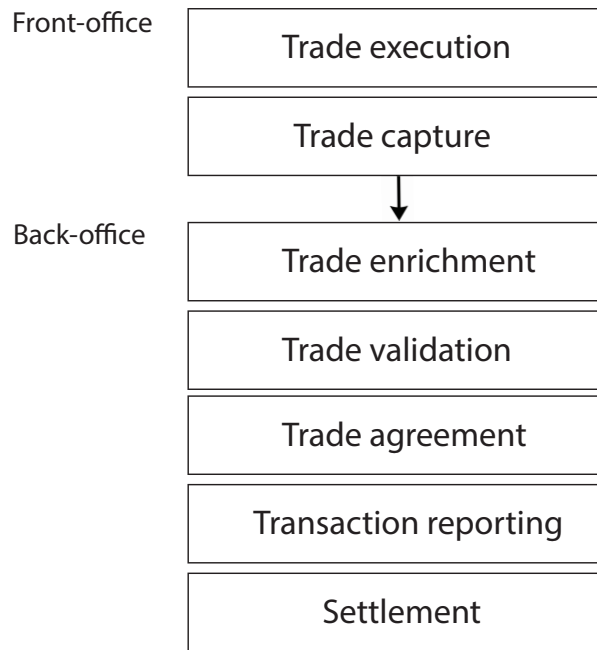 Front-office
Trade execution
Trade capture
Back-office
Trade enrichment
Trade validation
Trade agreement
Transaction reporting
Settlement